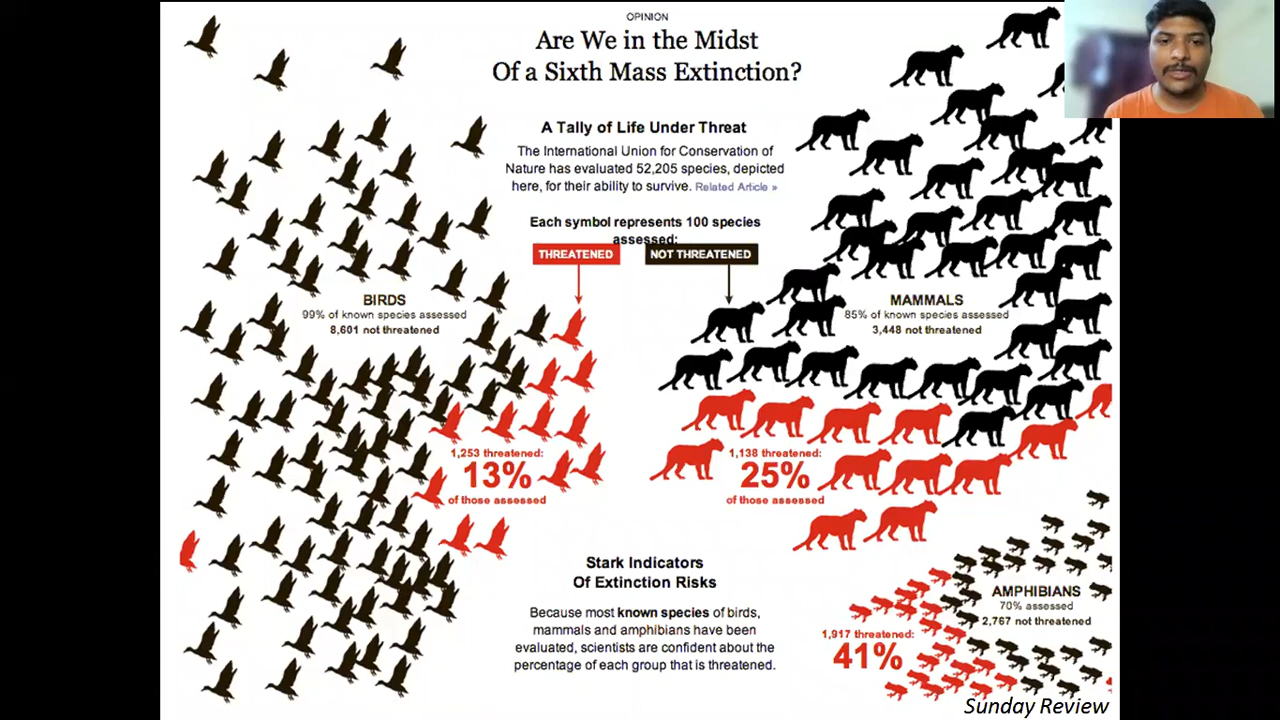 OPINION
Are We in the Midst
Of a Sixth Mass Extinction?
A Tally of Life Under Threat
The International Union for Conservation of
Nature has evaluated 52,205 species, depicted
here, for their ability to survive. Related Article »
Each symbol represents 100 species
assessed:
THREATENED
NOT THREATENED
BIRDS
99% of known species assessed
8,601 not threatened
MAMMALS
85% of known species assessed
3,448 not threatened
1,253 threatened:
13%
of those assessed
1,138 threatened:
25%
of those assessed
Stark Indicators
Of Extinction Risks
Because most known species of birds,
mammals and amphibians have been
evaluated, scientists are confident about the
percentage of each group that is threatened.
AMPHIBIANS
70% assessed
2,767 not threatened
1,917 threatened:
41%
Sunday Review